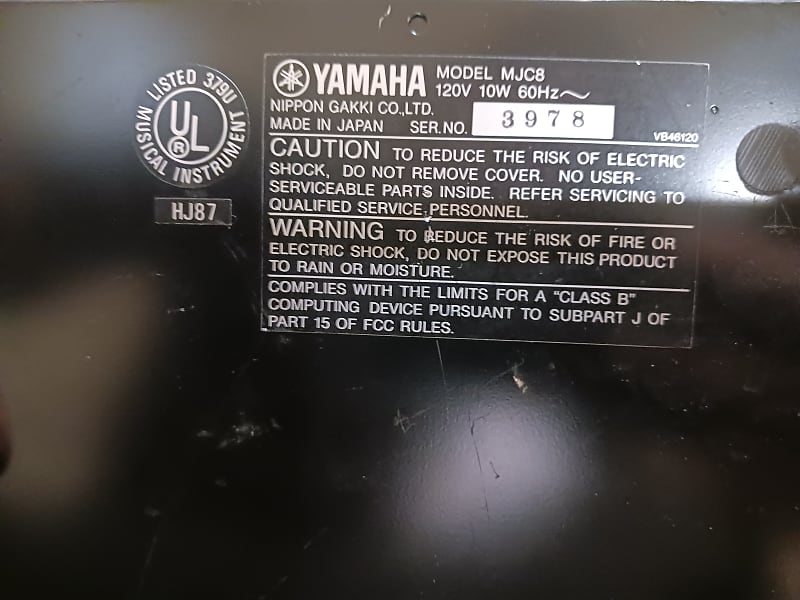 LISTED 379U
UL
®
MUSICAL INSTRUMENT
HJ87
YAMAHA MODEL MJC8
120V 10W 60Hz～
NIPPON GAKKI CO.,LTD.
MADE IN JAPAN SER.NO. 3978
VB46120
CAUTION TO REDUCE THE RISK OF ELECTRIC
SHOCK, DO NOT REMOVE COVER. NO USER-
SERVICEABLE PARTS INSIDE. REFER SERVICING TO
QUALIFIED SERVICE PERSONNEL.
WARNING TO REDUCE THE RISK OF FIRE OR
ELECTRIC SHOCK, DO NOT EXPOSE THIS PRODUCT
TO RAIN OR MOISTURE.
COMPLIES WITH THE LIMITS FOR A "CLASS B"
COMPUTING DEVICE PURSUANT TO SUBPART J OF
PART 15 OF FCC RULES.